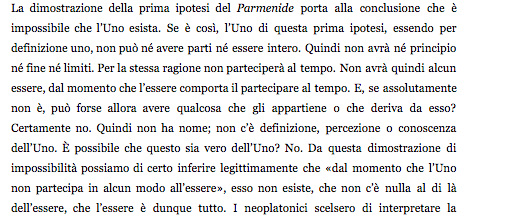 La dimostrazione della prima ipotesi del Parmenide porta alla conclusione che è
impossibile che l'Uno esista. Se è così, l'Uno di questa prima ipotesi, essendo per
definizione uno, non può né avere parti né essere intero. Quindi non avrà né principio
né fine né limiti. Per la stessa ragione non parteciperà al tempo. Non avrà quindi alcun
essere, dal momento che l'essere comporta il partecipare al tempo. E, se assolutamente
non è, può forse allora avere qualcosa che gli appartiene o che deriva da esso?
Certamente no. Quindi non ha nome; non c'è definizione, percezione o conoscenza
dell'Uno. È possibile che questo sia vero dell'Uno? No. Da questa dimostrazione di
impossibilità possiamo di certo inferire legittimamente che «dal momento che l'Uno
non partecipa in alcun modo all'essere», esso non esiste, che non c'è nulla al di là
dell'essere, che l'essere è dunque tutto. I neoplatonici scelsero di interpretare la